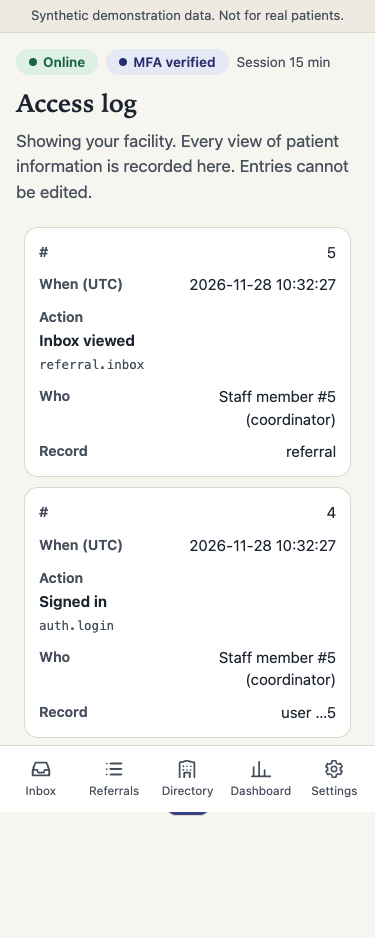 Synthetic demonstration data. Not for real patients.
Online
MFA verified
Session 15 min
Access log
Showing your facility. Every view of patient
information is recorded here. Entries cannot
be edited.
# 5
When (UTC) 2026-11-28 10:32:27
Action
Inbox viewed
referral.inbox
Who Staff member #5
(coordinator)
Record referral
# 4
When (UTC) 2026-11-28 10:32:27
Action
Signed in
auth.login
Who Staff member #5
(coordinator)
Record user …5
Inbox
Referrals
Directory
Dashboard
Settings